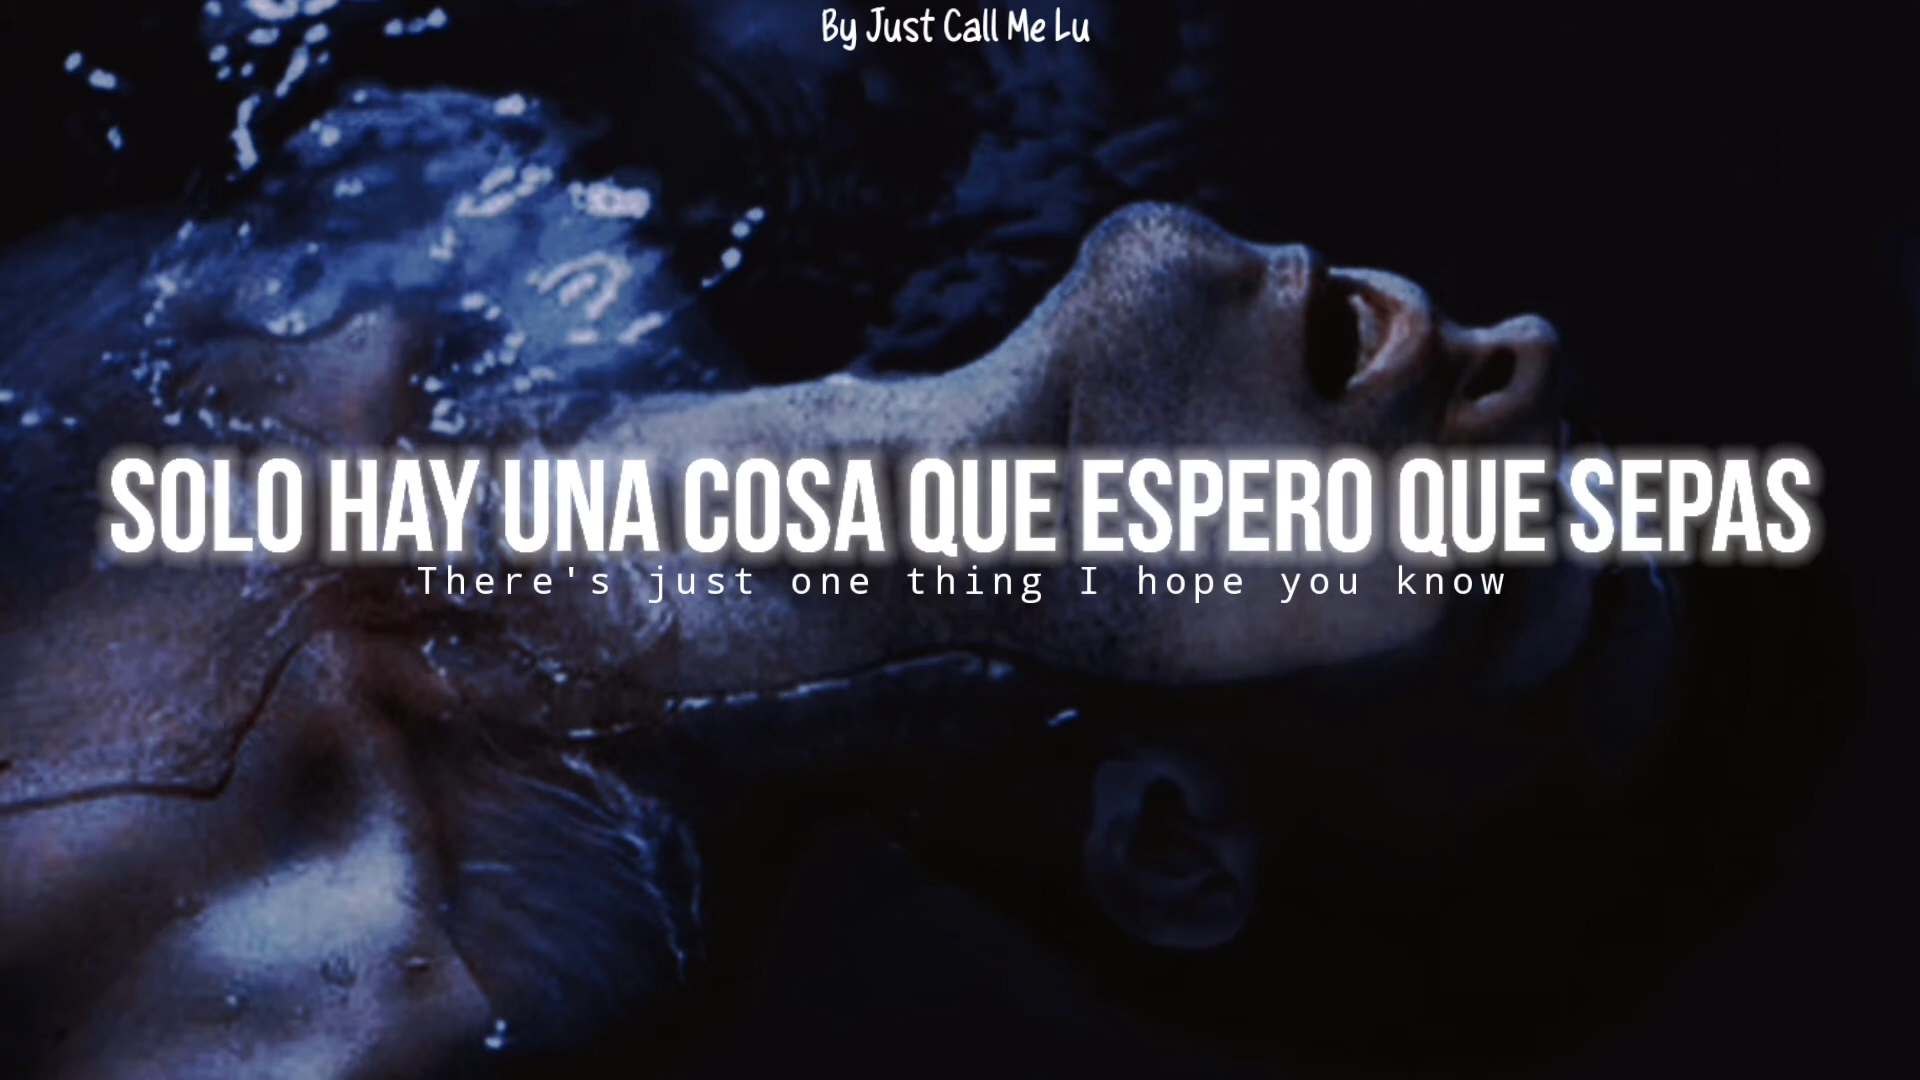 By Just Call Me Lu
SOLO HAY UNA COSA QUE ESPERO QUE SEPAS
There's just one thing I hope you know